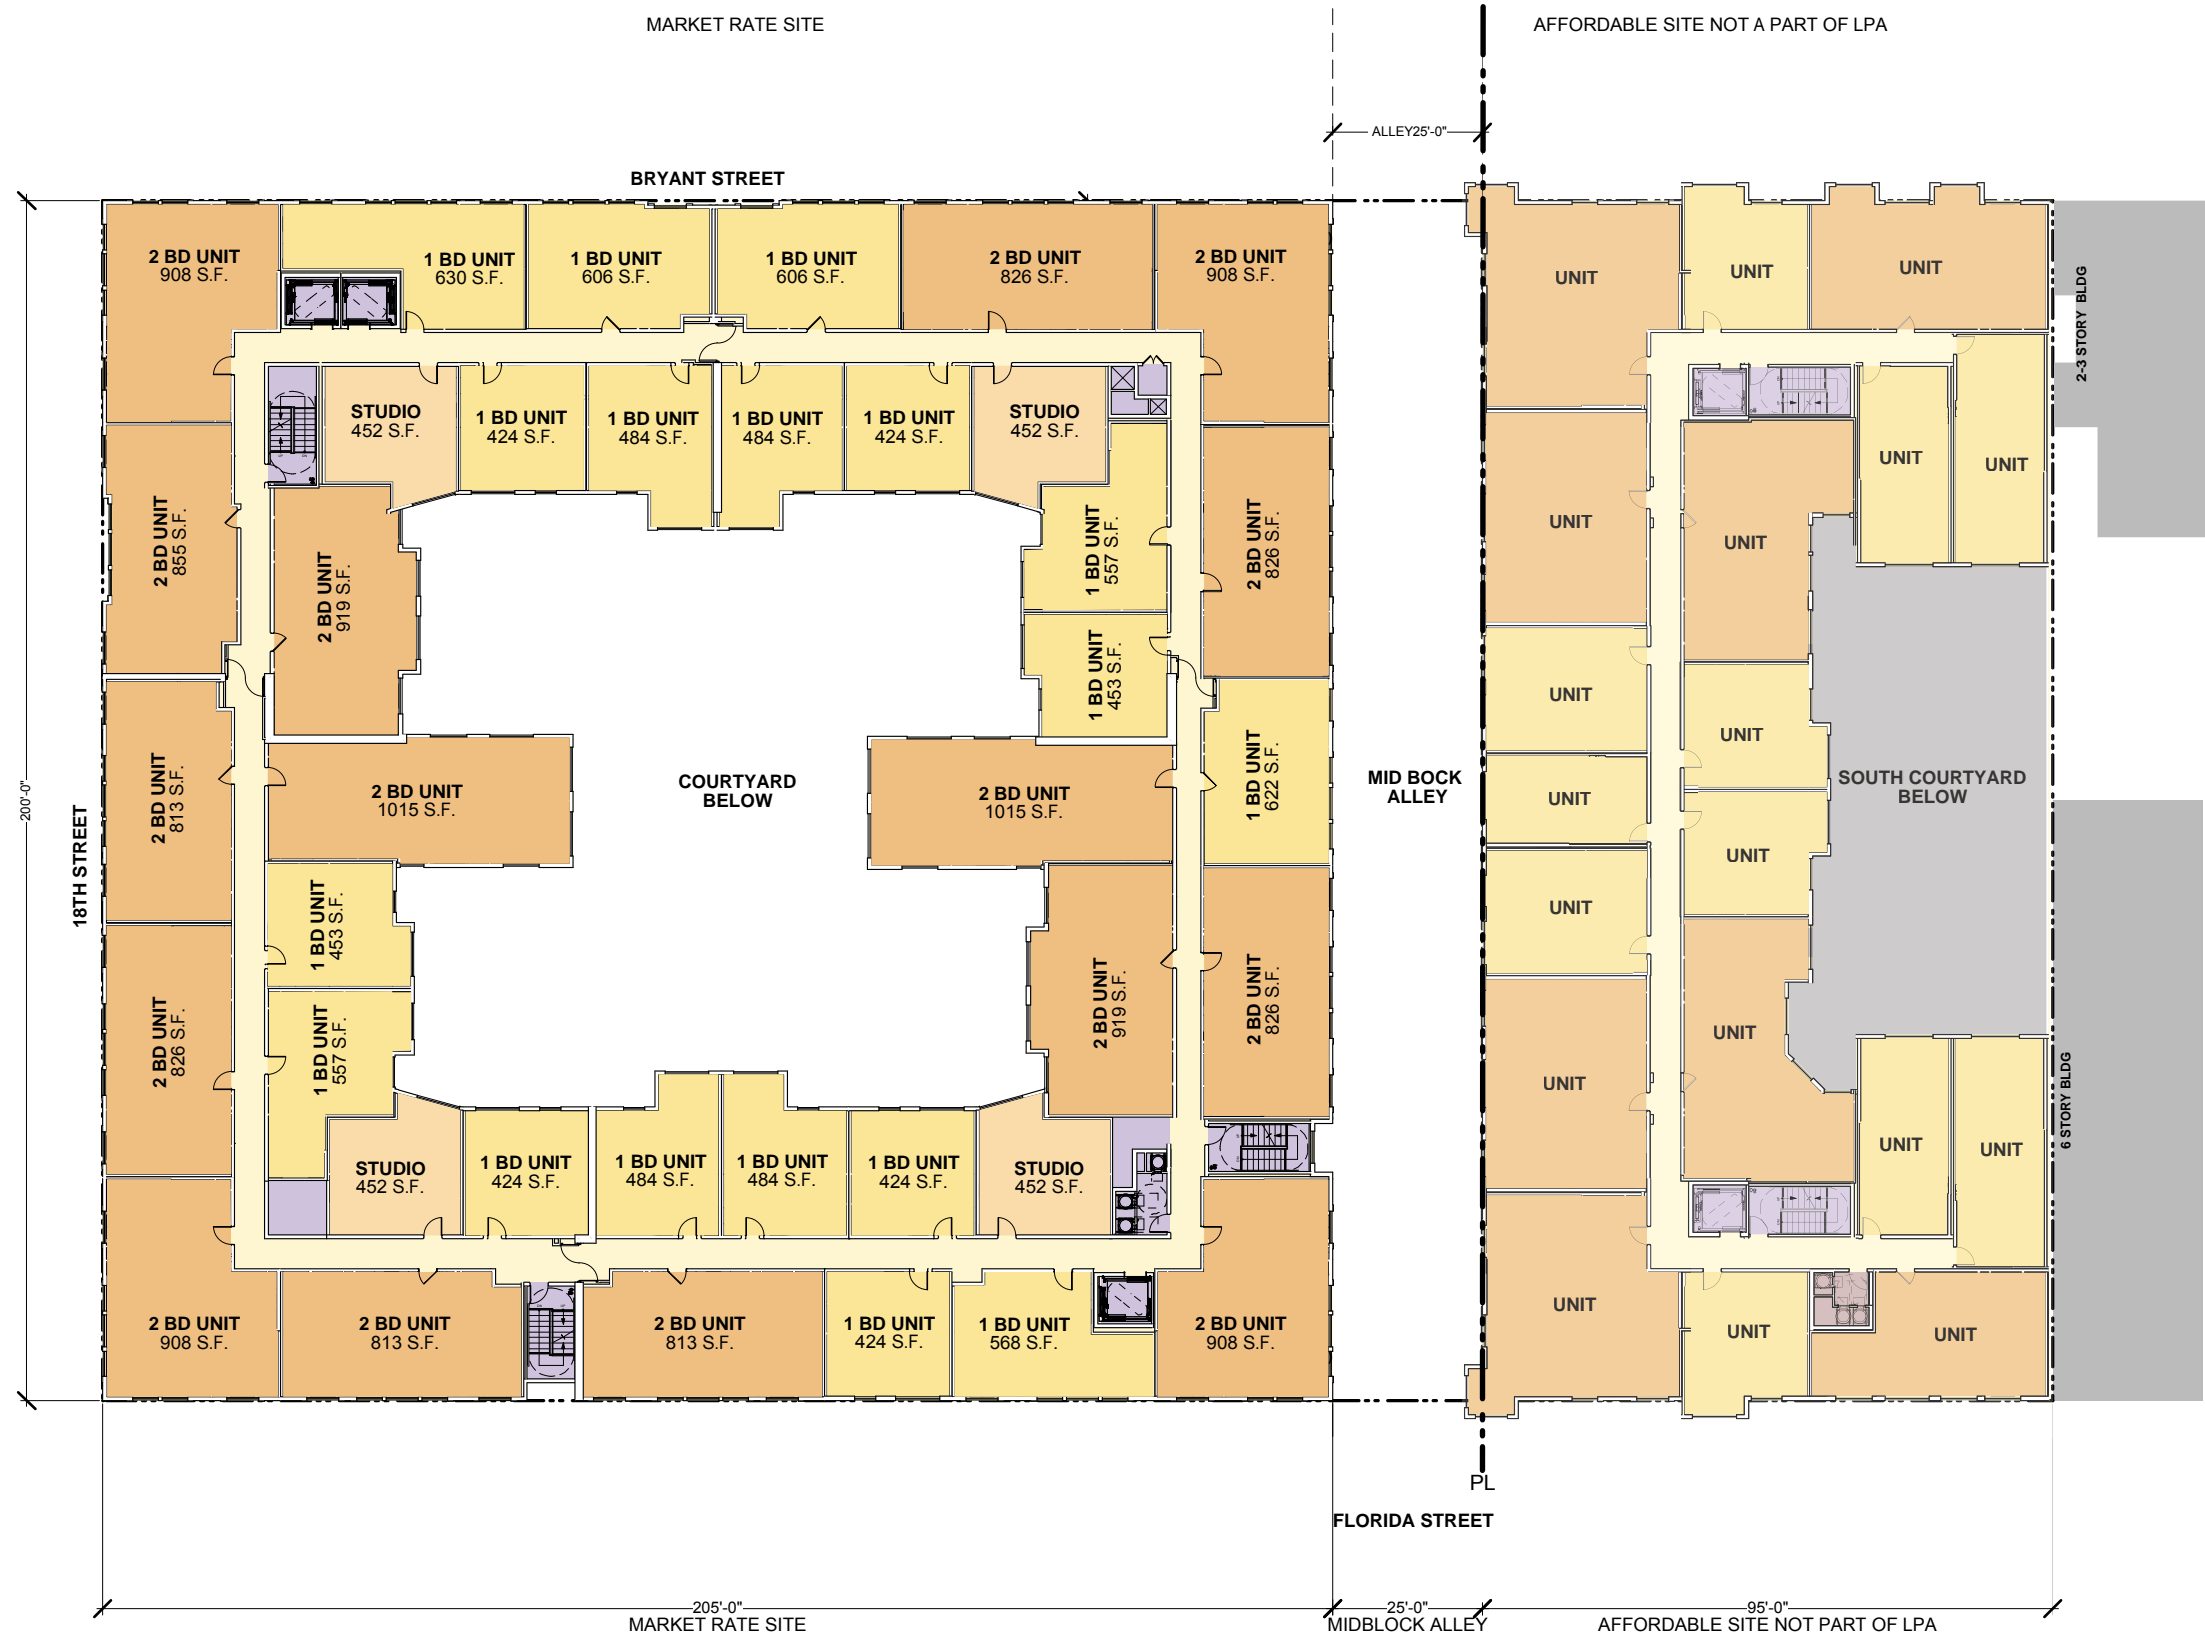 MARKET RATE SITE
AFFORDABLE SITE NOT A PART OF LPA
ALLEY25'-0"
BRYANT STREET
2 BD UNIT
908 S.F.
1 BD UNIT
630 S.F.
1 BD UNIT
606 S.F.
1 BD UNIT
606 S.F.
2 BD UNIT
826 S.F.
2 BD UNIT
908 S.F.
UNIT
UNIT
UNIT
2-3 STORY BLDG
STUDIO
452 S.F.
1 BD UNIT
424 S.F.
1 BD UNIT
484 S.F.
1 BD UNIT
484 S.F.
1 BD UNIT
424 S.F.
STUDIO
452 S.F.
UNIT
UNIT
2 BD UNIT
855 S.F.
2 BD UNIT
919 S.F.
1 BD UNIT
557 S.F.
2 BD UNIT
826 S.F.
UNIT
UNIT
1 BD UNIT
453 S.F.
UNIT
UNIT
200'-0"
18TH STREET
2 BD UNIT
813 S.F.
2 BD UNIT
1015 S.F.
COURTYARD
BELOW
2 BD UNIT
1015 S.F.
1 BD UNIT
622 S.F.
MID BOCK
ALLEY
UNIT
SOUTH COURTYARD
BELOW
UNIT
1 BD UNIT
453 S.F.
UNIT
2 BD UNIT
826 S.F.
1 BD UNIT
557 S.F.
2 BD UNIT
919 S.F.
2 BD UNIT
826 S.F.
UNIT
UNIT
6 STORY BLDG
STUDIO
452 S.F.
1 BD UNIT
424 S.F.
1 BD UNIT
484 S.F.
1 BD UNIT
484 S.F.
1 BD UNIT
424 S.F.
STUDIO
452 S.F.
UNIT
UNIT
2 BD UNIT
908 S.F.
2 BD UNIT
813 S.F.
2 BD UNIT
813 S.F.
1 BD UNIT
424 S.F.
1 BD UNIT
568 S.F.
2 BD UNIT
908 S.F.
UNIT
UNIT
UNIT
PL
FLORIDA STREET
205'-0"
MARKET RATE SITE
25'-0"
MIDBLOCK ALLEY
95'-0"
AFFORDABLE SITE NOT PART OF LPA